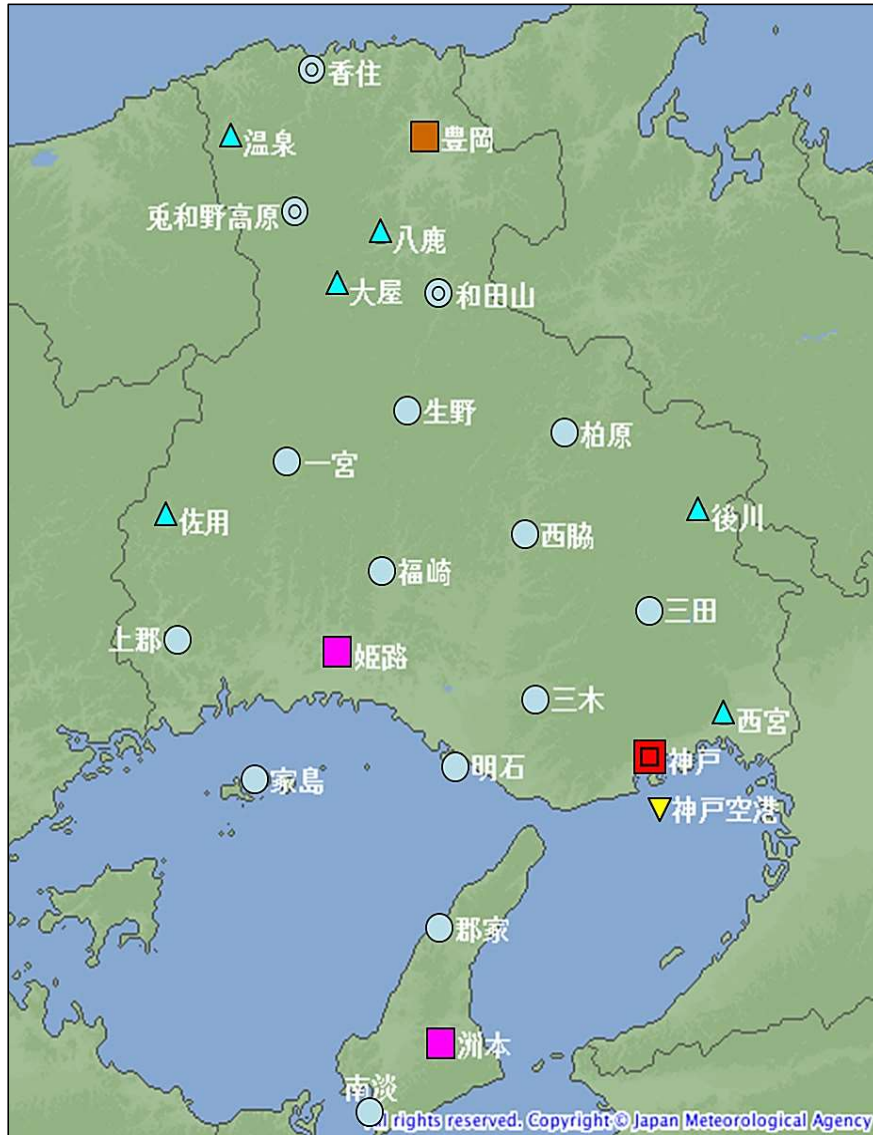 香住
温泉
豊岡
兎和野高原
八鹿
大屋
和田山
生野
柏原
一宮
佐用
後川
西脇
福崎
三田
上郡
姫路
三木
西宮
神戸
明石
家島
神戸空港
郡家
洲本
南淡
ll rights reserved. Copyright © Japan Meteorological Agency